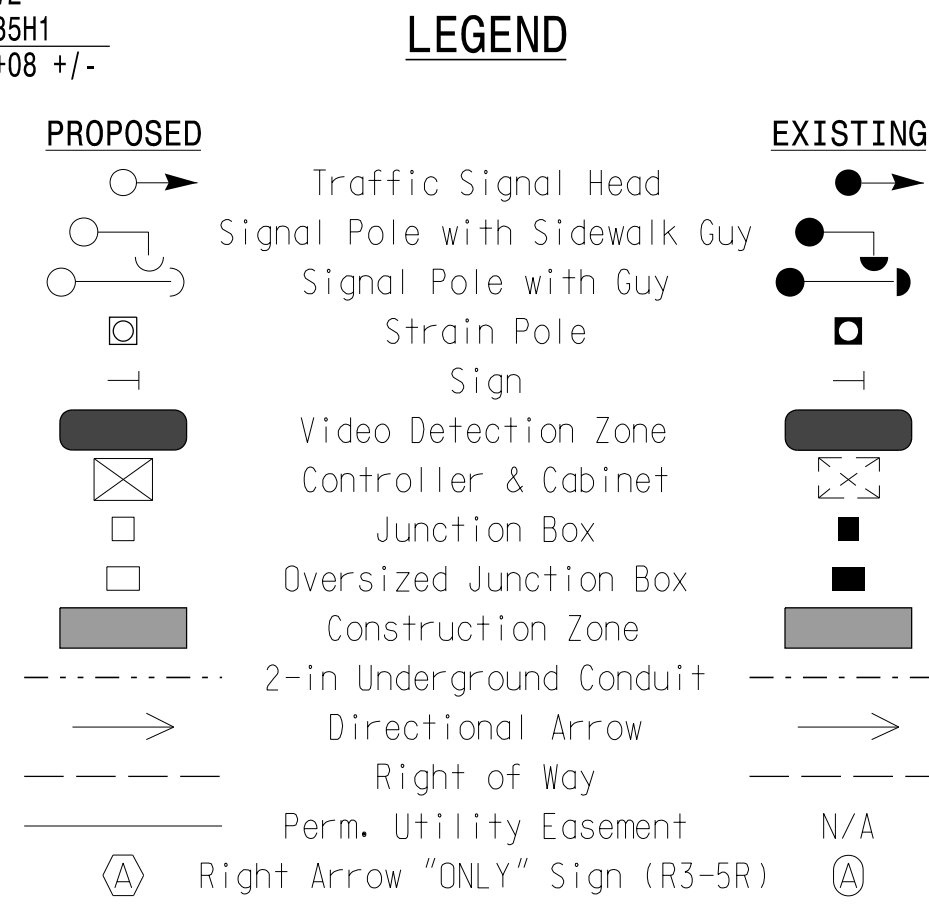 35H1
+08 +/-
LEGEND
PROPOSED EXISTING
Traffic Signal Head
Signal Pole with Sidewalk Guy
Signal Pole with Guy
Strain Pole
Sign
Video Detection Zone
Controller & Cabinet
Junction Box
Oversized Junction Box
Construction Zone
2-in Underground Conduit
Directional Arrow
Right of Way
Perm. Utility Easement N/A
A Right Arrow "ONLY" Sign (R3-5R) A